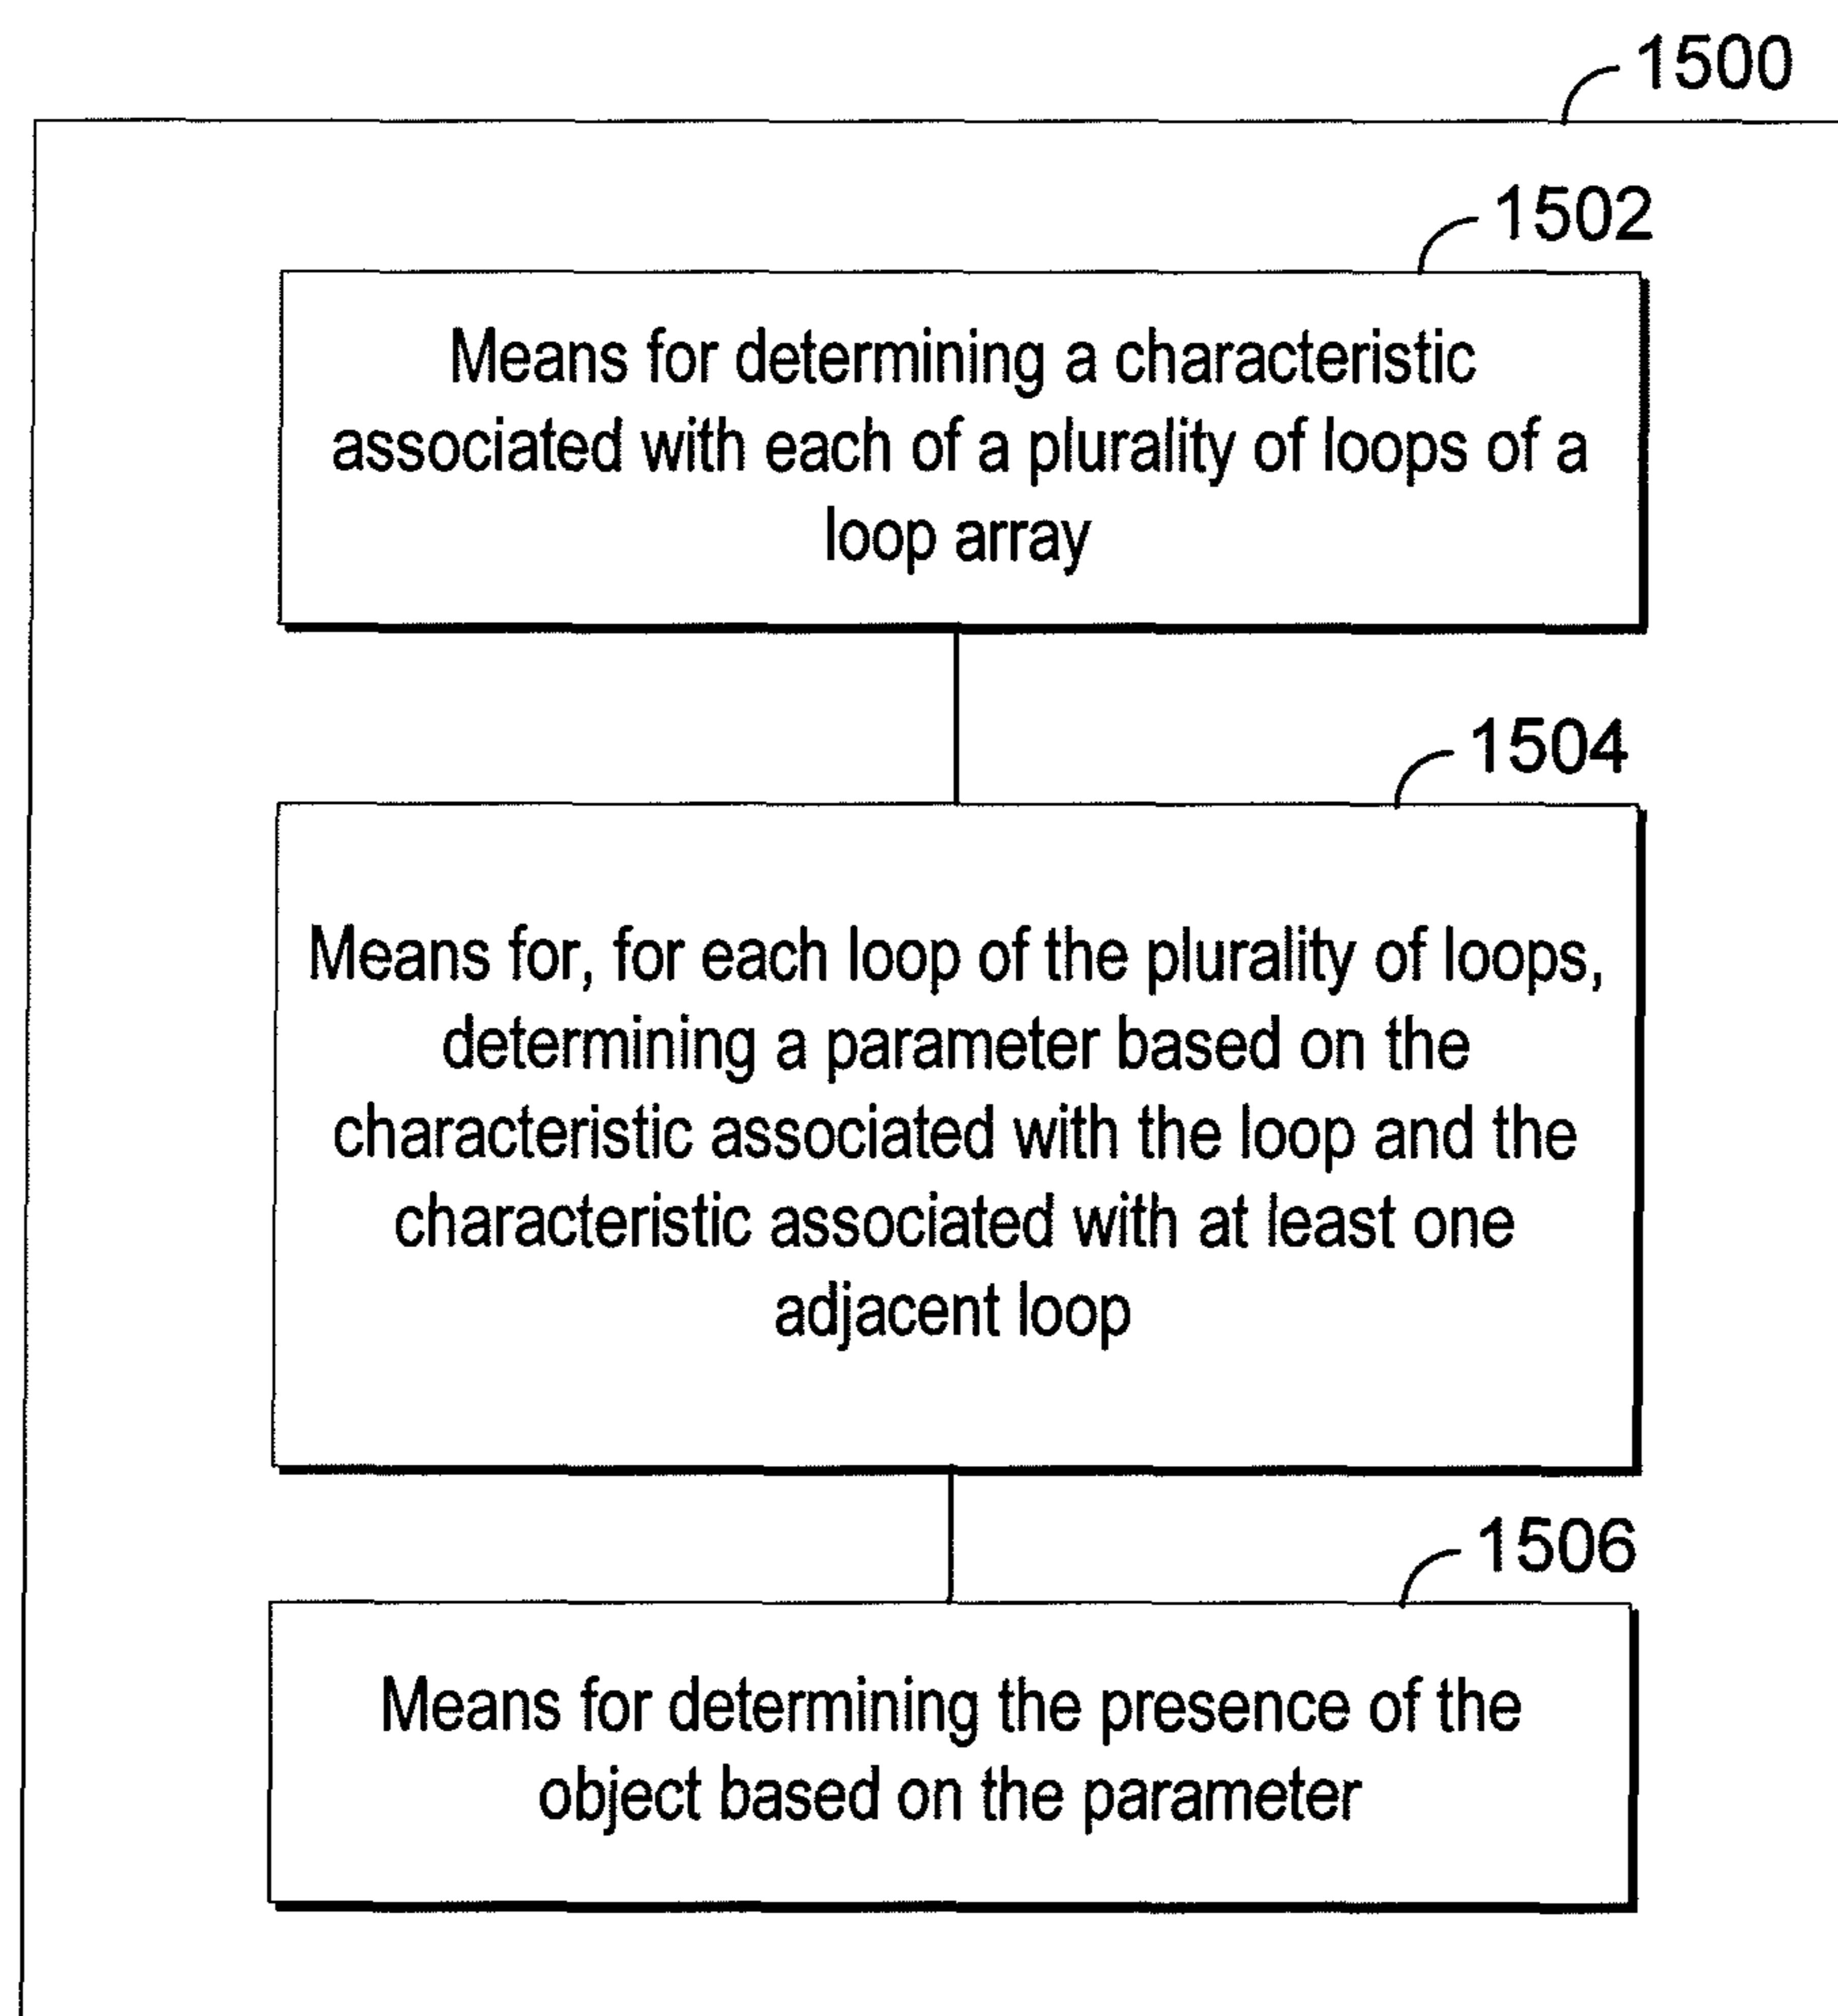 1500
1502
Means for determining a characteristic
associated with each of a plurality of loops of a
loop array
1504
Means for, for each loop of the plurality of loops,
determining a parameter based on the
characteristic associated with the loop and the
characteristic associated with at least one
adjacent loop
1506
Means for determining the presence of the
object based on the parameter